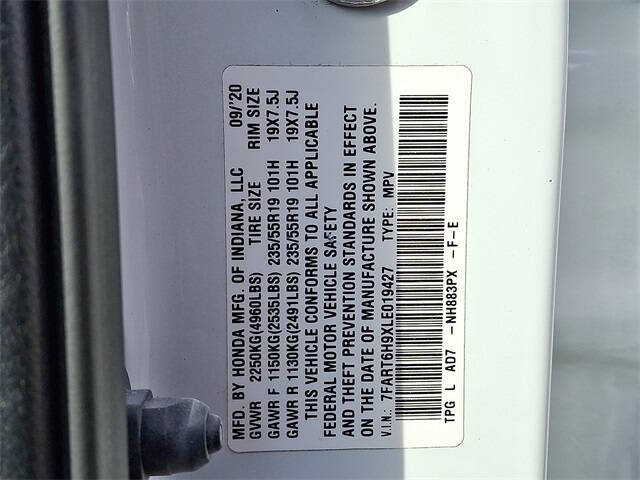 MFD. BY HONDA MFG. OF INDIANA, LLC 09/'20
GVWR 2250KG(4960LBS) TIRE SIZE RIM SIZE
GAWR F 1150KG(2535LBS) 235/55R19 101H 19X7.5J
GAWR R 1130KG(2491LBS) 235/55R19 101H 19X7.5J
THIS VEHICLE CONFORMS TO ALL APPLICABLE
FEDERAL MOTOR VEHICLE SAFETY
AND THEFT PREVENTION STANDARDS IN EFFECT
ON THE DATE OF MANUFACTURE SHOWN ABOVE.
V.I.N.: 7FART6H9XLE019427 TYPE: MPV
TPG L AD7 -NH883PX -F-E